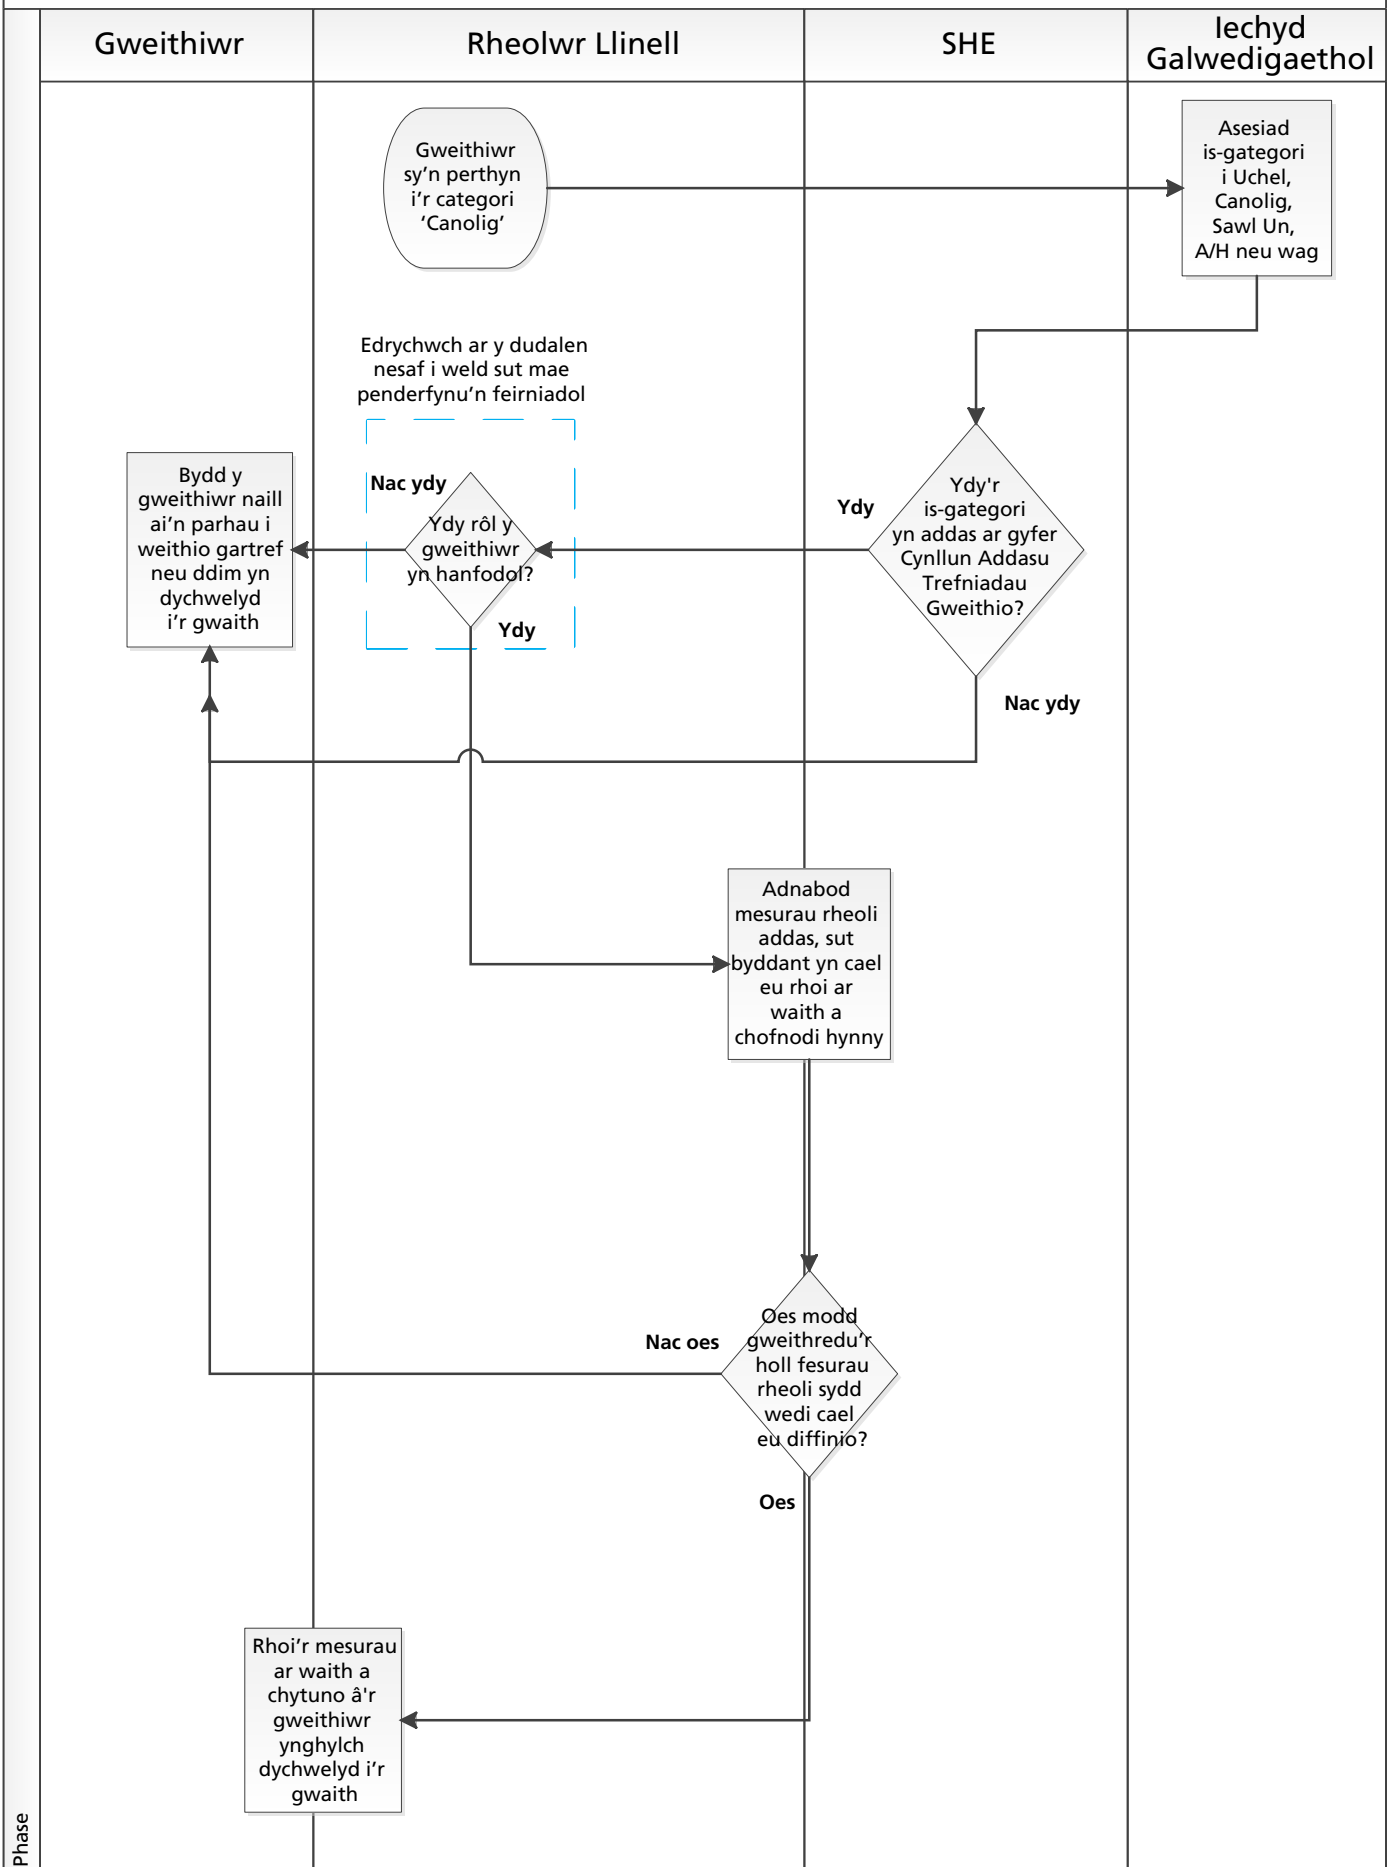 Gweithiwr
Rheolwr Llinell
SHE
Iechyd
Galwedigaethol
Gweithiwr
sy’n perthyn
i’r categori
‘Canolig’
Asesiad
is-gategori
i Uchel,
Canolig,
Sawl Un,
A/H neu wag
Edrychwch ar y dudalen
nesaf i weld sut mae
penderfynu’n feirniadol
Bydd y
gweithiwr naill
ai’n parhau i
weithio gartref
neu ddim yn
dychwelyd
i’r gwaith
Nac ydy
Ydy rôl y
gweithiwr
yn hanfodol?
Ydy
Ydy
Ydy'r
is-gategori
yn addas ar gyfer
Cynllun Addasu
Trefniadau
Gweithio?
Nac ydy
Adnabod
mesurau rheoli
addas, sut
byddant yn cael
eu rhoi ar
waith a
chofnodi hynny
Nac oes
Oes modd
gweithredu’r
holl fesurau
rheoli sydd
wedi cael
eu diffinio?
Oes
Rhoi’r mesurau
ar waith a
chytuno â'r
gweithiwr
ynghylch
dychwelyd i’r
gwaith
Phase